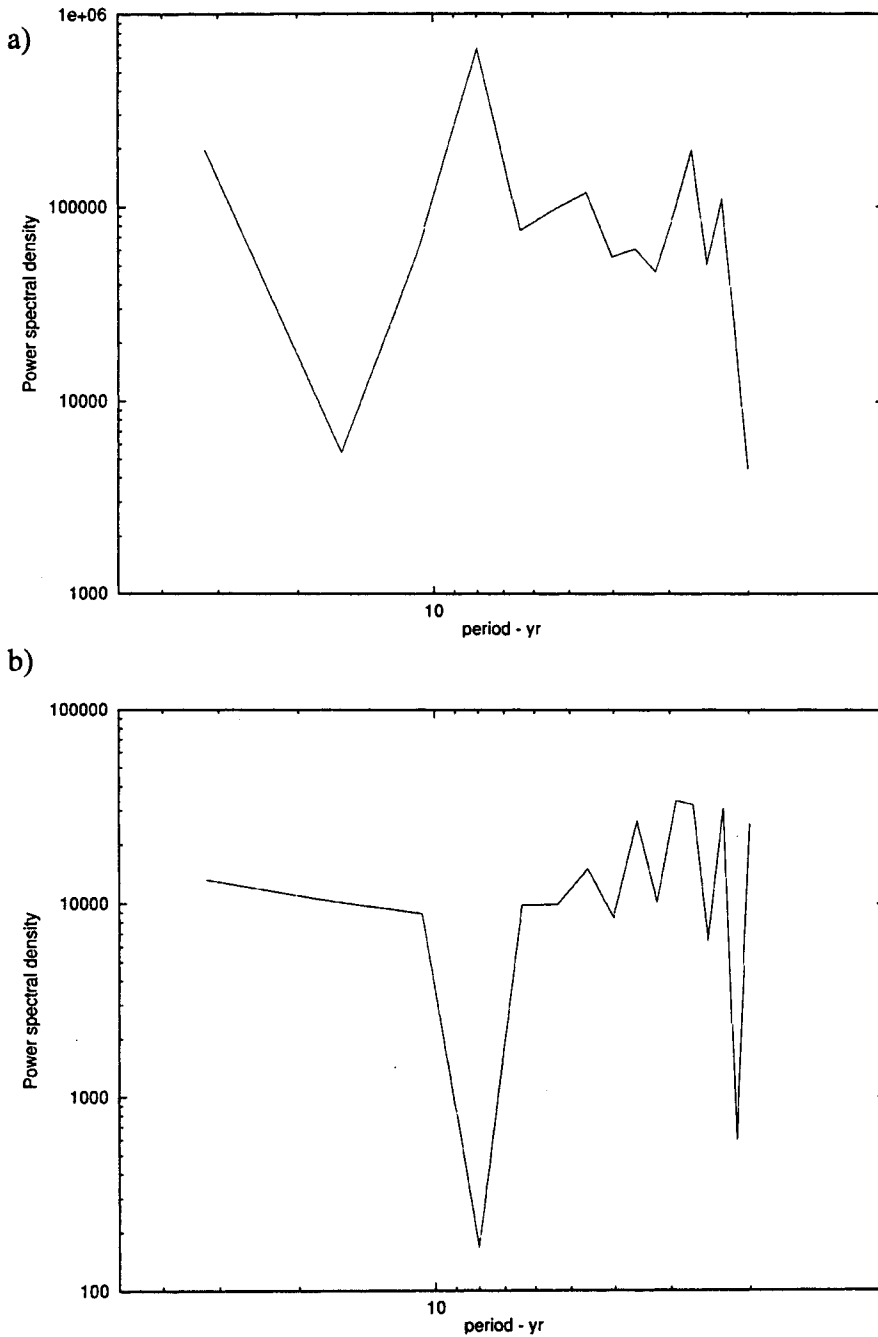 a)
1e+06
100000
10000
1000
Power spectral density
10
period - yr
b)
100000
10000
1000
100
Power spectral density
10
period - yr